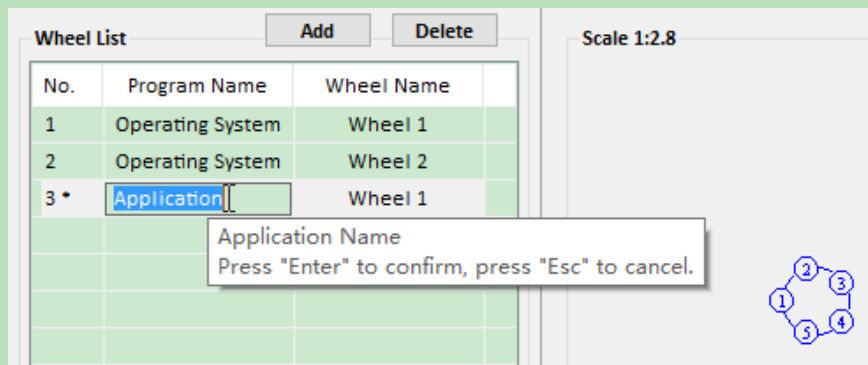 Wheel List
Add
Delete
No. Program Name Wheel Name
1 Operating System Wheel 1
2 Operating System Wheel 2
3 * Application Wheel 1
Application Name
Press "Enter" to confirm, press "Esc" to cancel.
Scale 1:2.8
2
3
1
4
5